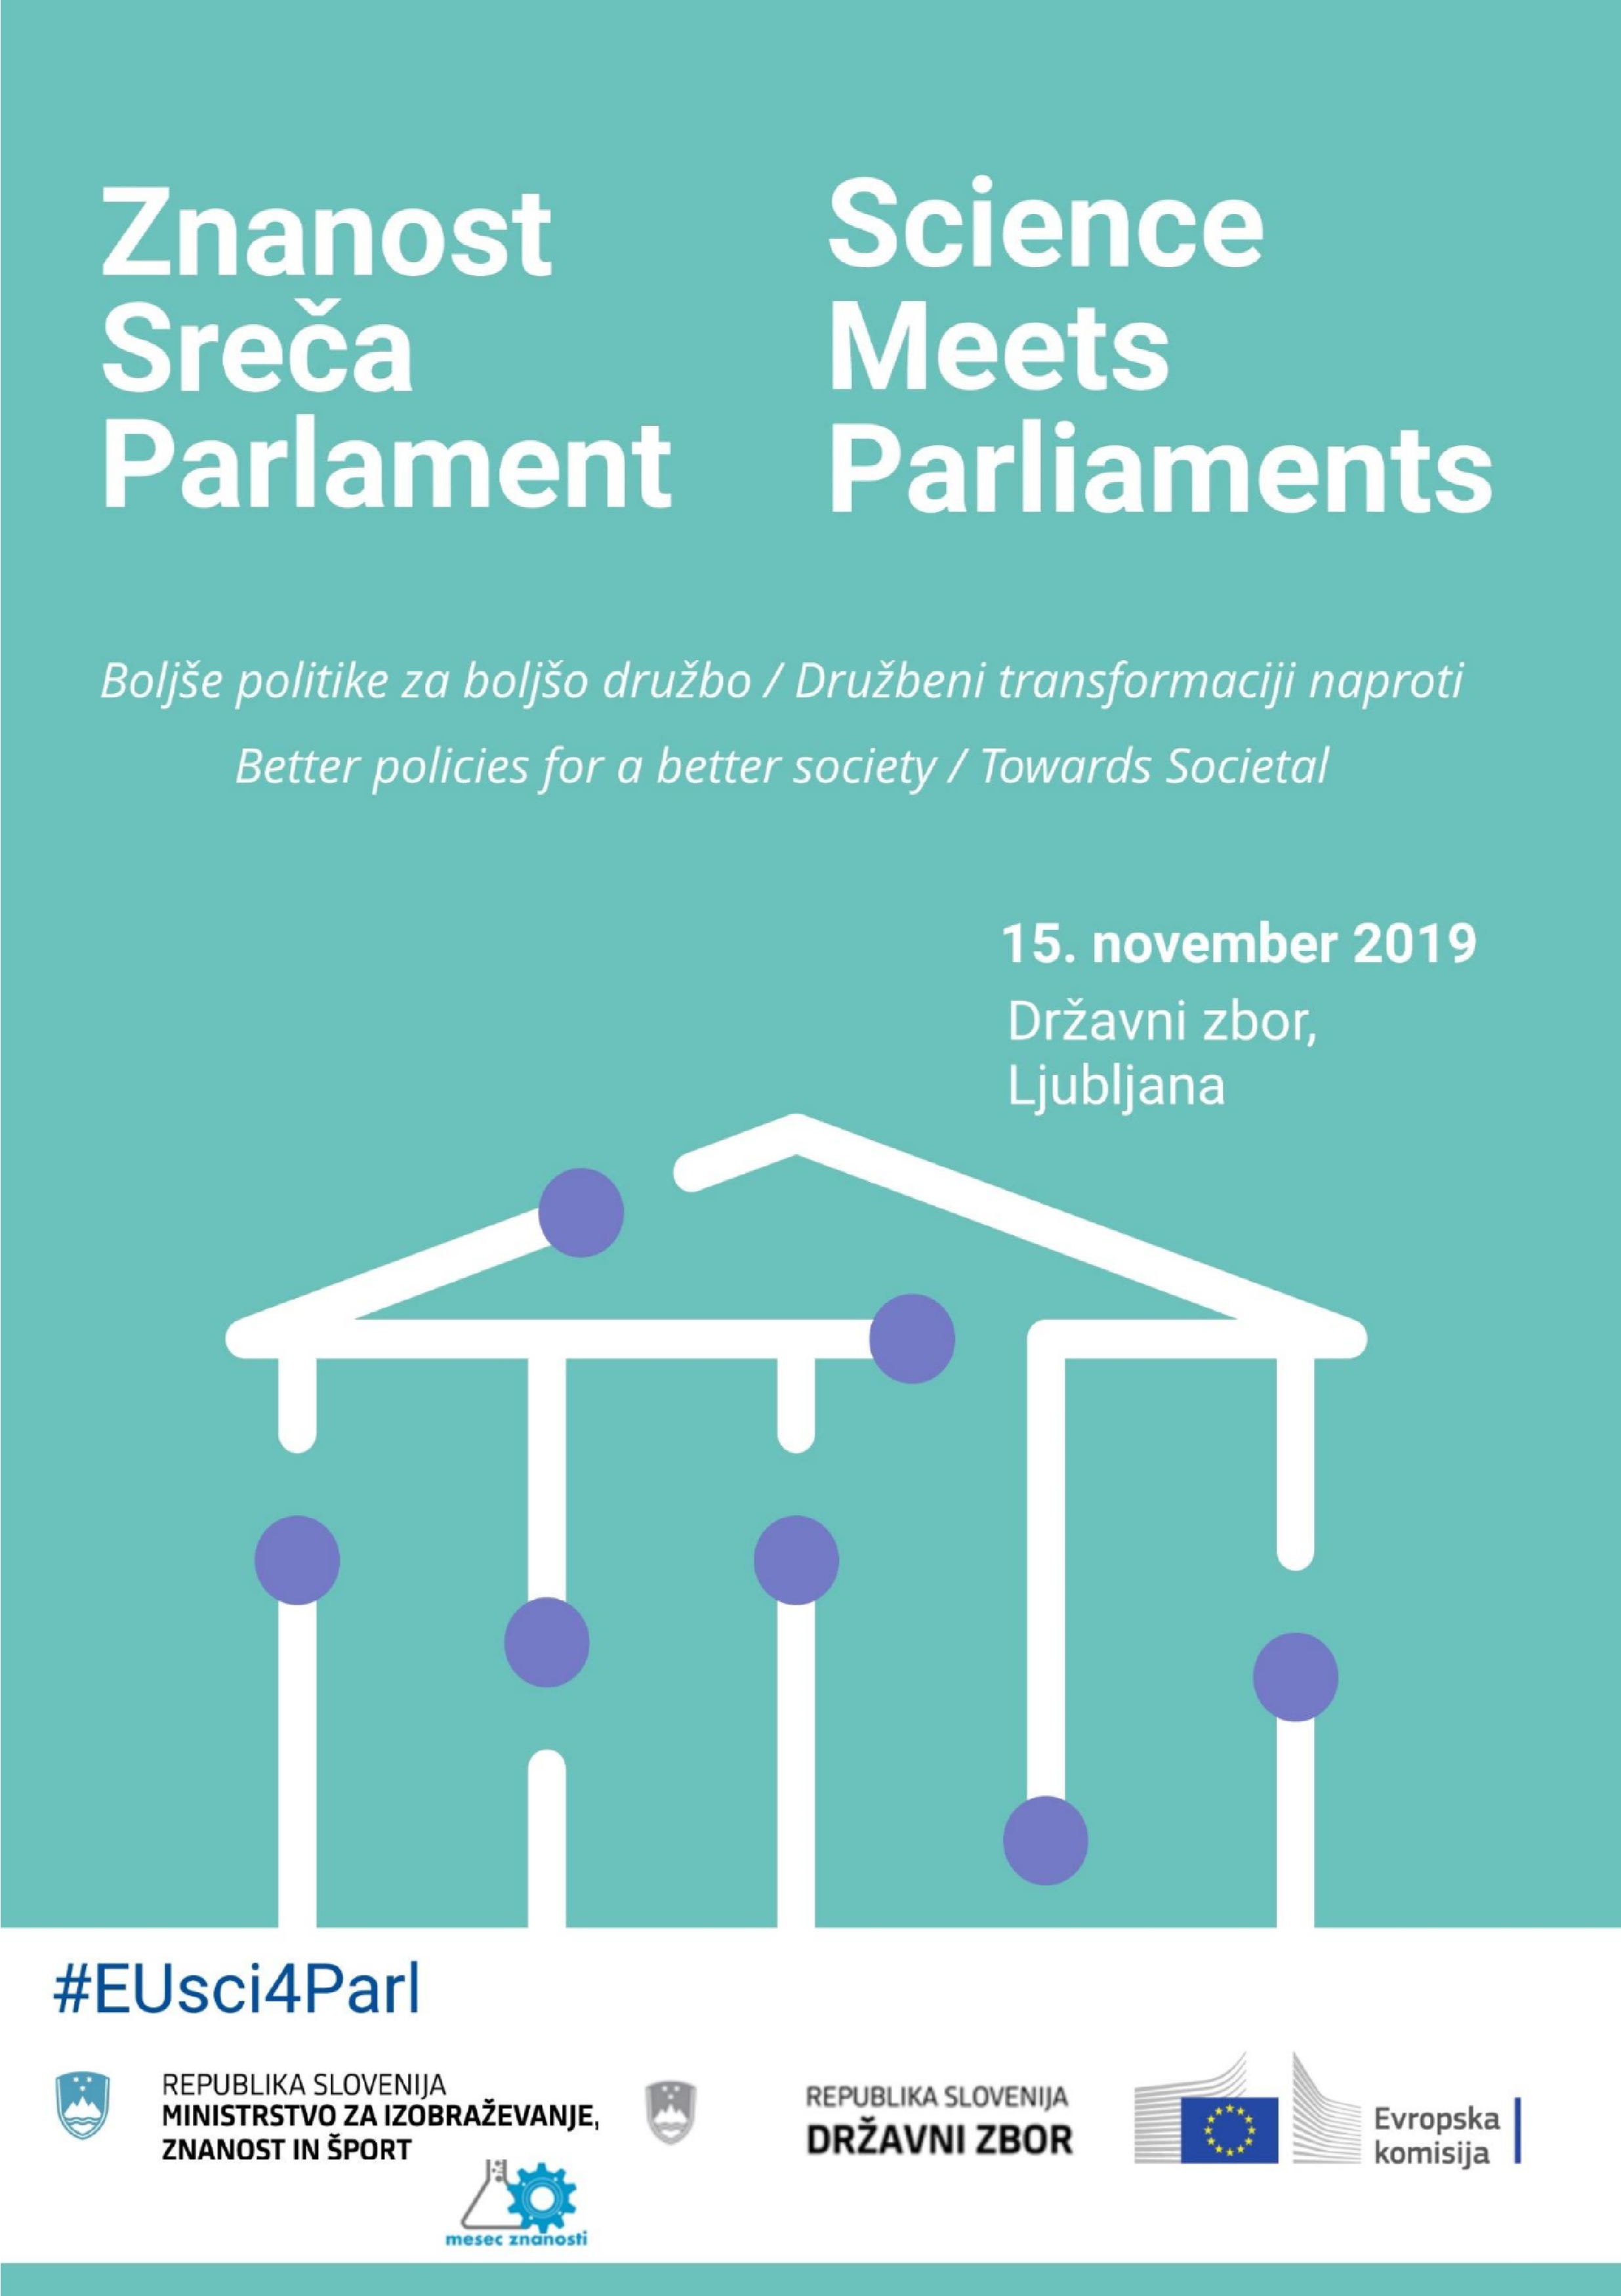 Znanost
Sreča
Parlament
Science
Meets
Parliaments
Boljše politike za boljšo družbo / Družbeni transformaciji naproti
Better policies for a better society / Towards Societal
15. november 2019
Državni zbor,
Ljubljana
#EUsci4Parl
REPUBLIKA SLOVENIJA
MINISTRSTVO ZA IZOBRAŽEVANJE,
ZNANOST IN ŠPORT
mesec znanosti
REPUBLIKA SLOVENIJA
DRŽAVNI ZBOR
Evropska
komisija